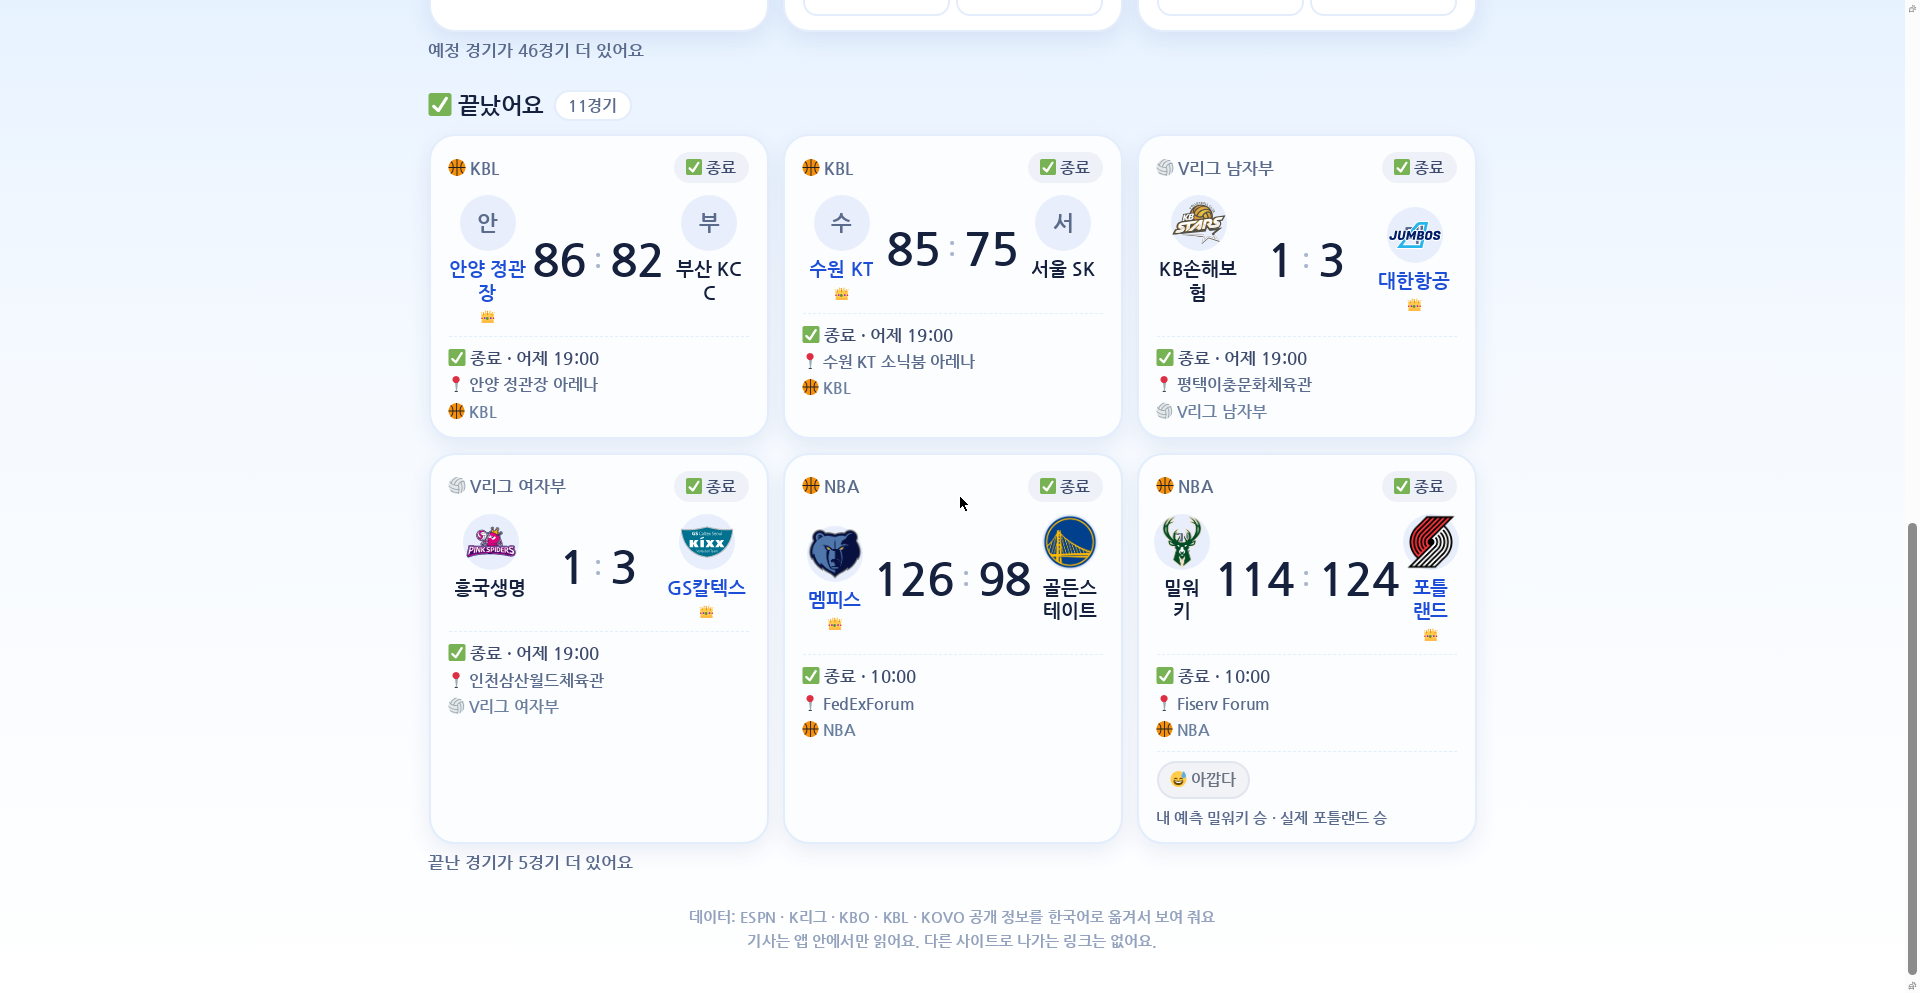 예정 경기가 46경기 더 있어요
✅ 끝났어요 11경기
KBL ✅ 종료
안 86 : 82 부
안양 정관
장
부산 KC
C
✅ 종료 · 어제 19:00
안양 정관장 아레나
KBL
KBL ✅ 종료
수 85 : 75 서
수원 KT
서울 SK
✅ 종료 · 어제 19:00
수원 KT 소닉붐 아레나
KBL
V리그 남자부 ✅ 종료
KB STARS
1 : 3
JUMBOS
KB손해보
험
대한항공
✅ 종료 · 어제 19:00
평택이충문화체육관
V리그 남자부
V리그 여자부 ✅ 종료
PINK SPIDERS
1 : 3
KIXX
흥국생명
GS칼텍스
✅ 종료 · 어제 19:00
인천삼산월드체육관
V리그 여자부
NBA ✅ 종료
126 : 98
멤피스
골든스
테이트
✅ 종료 · 10:00
FedExForum
NBA
NBA ✅ 종료
114 : 124
밀워
키
포틀
랜드
✅ 종료 · 10:00
Fiserv Forum
NBA
아깝다
내 예측 밀워키 승 · 실제 포틀랜드 승
끝난 경기가 5경기 더 있어요
데이터: ESPN · K리그 · KBO · KBL · KOVO 공개 정보를 한국어로 옮겨서 보여 줘요
기사는 앱 안에서만 읽어요. 다른 사이트로 나가는 링크는 없어요.